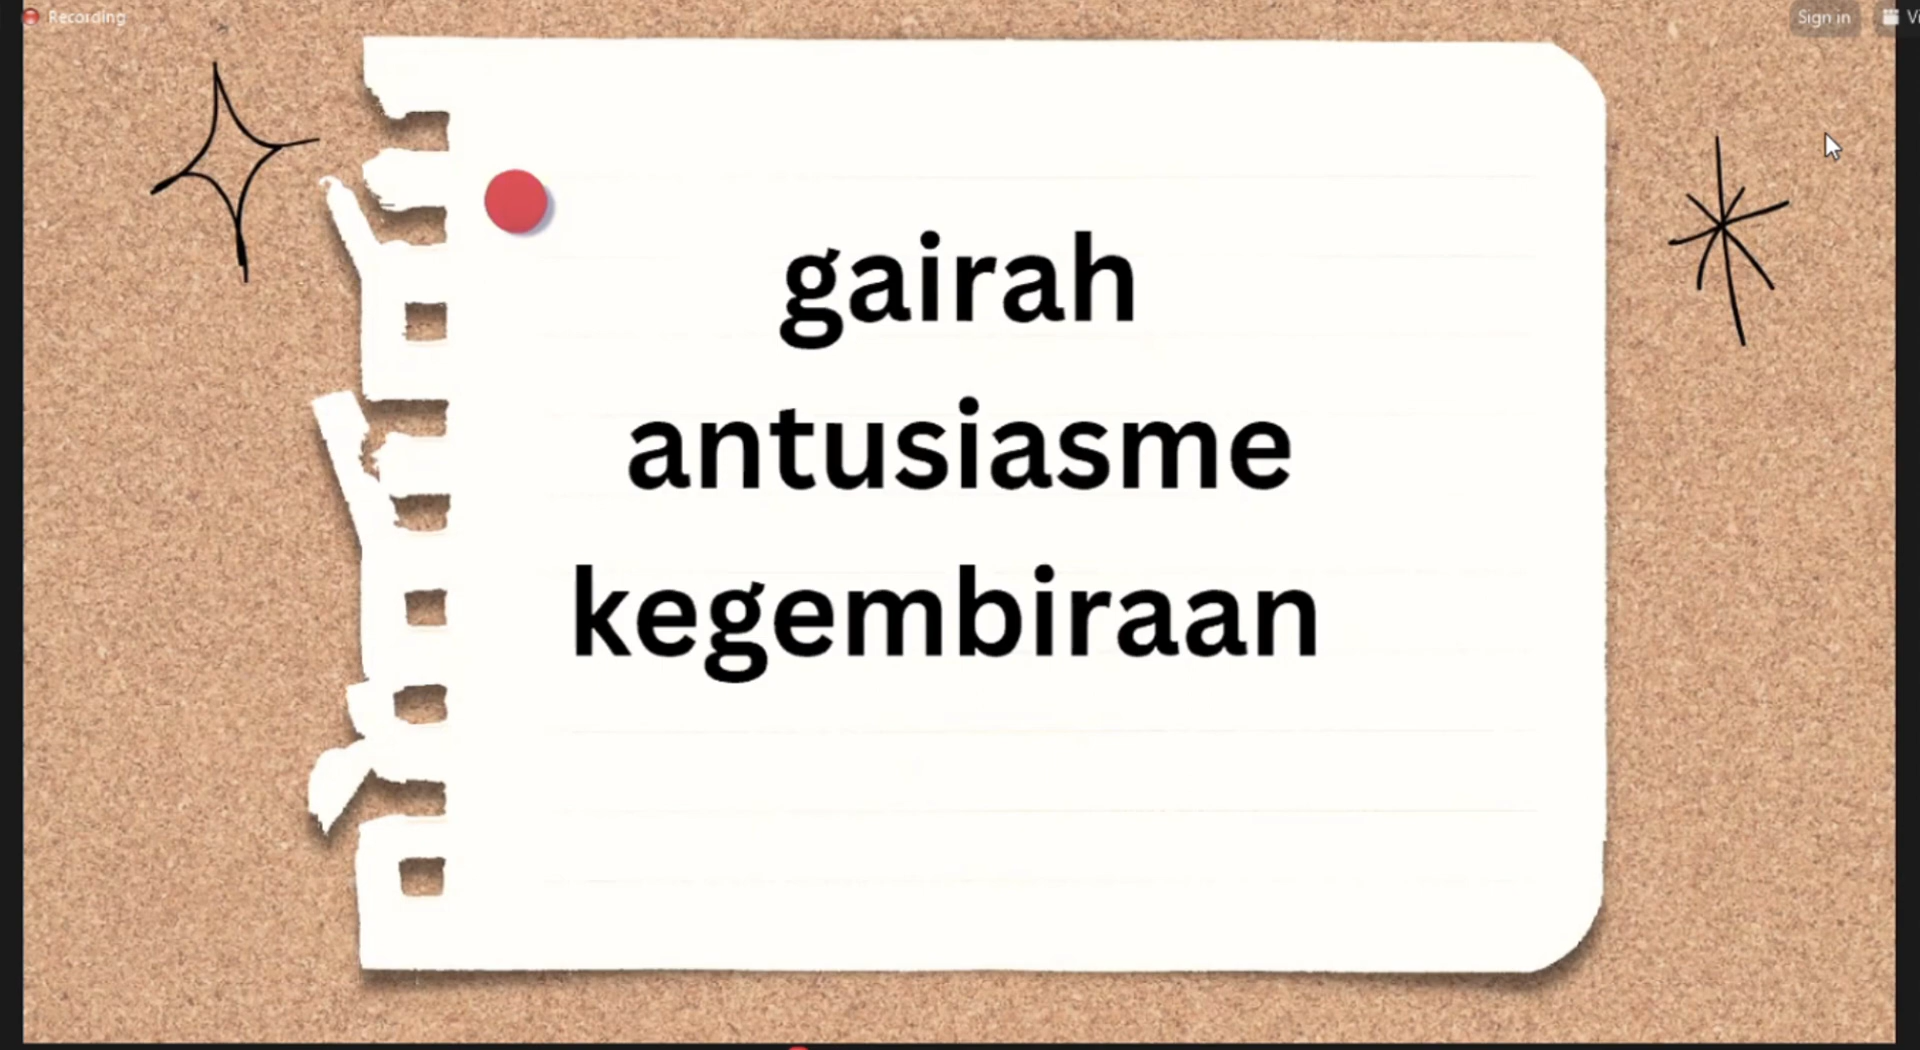 Recording
Sign in
gairah
antusiasme
kegembiraan